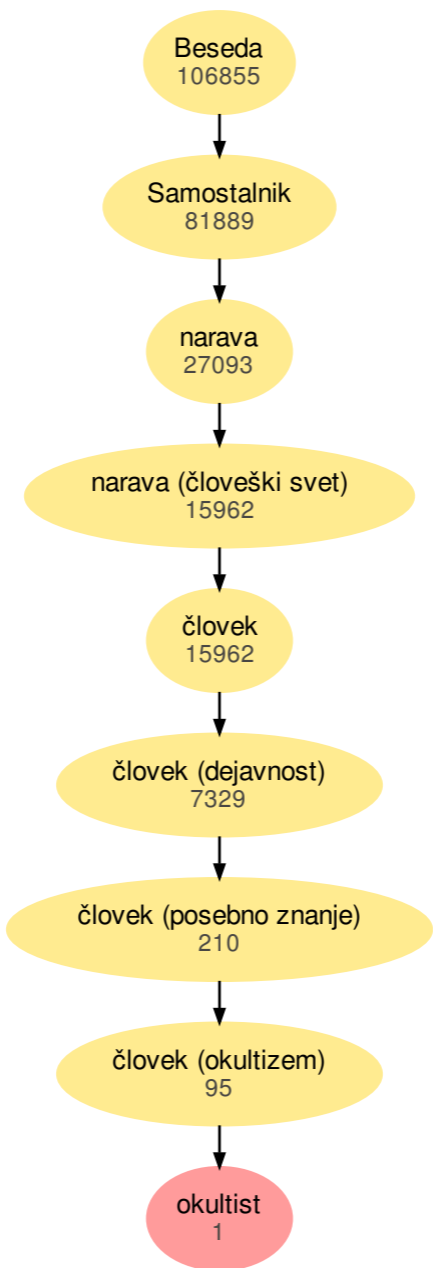 Beseda
106855
Samostalnik
81889
narava
27093
narava (človeški svet)
15962
človek
15962
človek (dejavnost)
7329
človek (posebno znanje)
210
človek (okultizem)
95
okultist
1